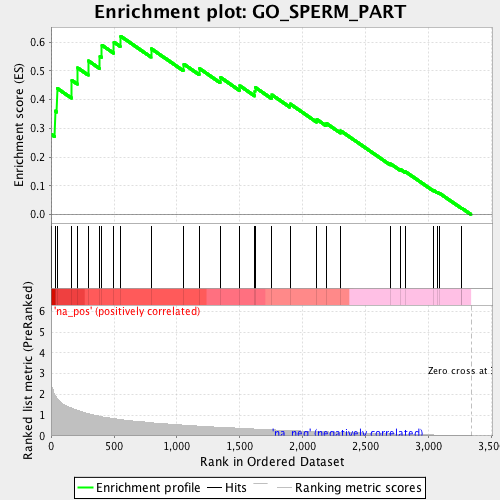 Enrichment plot: GO_SPERM_PART
Enrichment score (ES)
0.6
0.5
0.4
0.3
0.2
0.1
0.0
'na_pos' (positively correlated)
Ranked list metric (PreRanked)
6
5
4
3
2
1
0
Zero cross at 3
'na_neg' (negatively correlated)
0
500
1,000
1,500
2,000
2,500
3,000
3,50
Rank in Ordered Dataset
Enrichment profile
Hits
Ranking metric scores